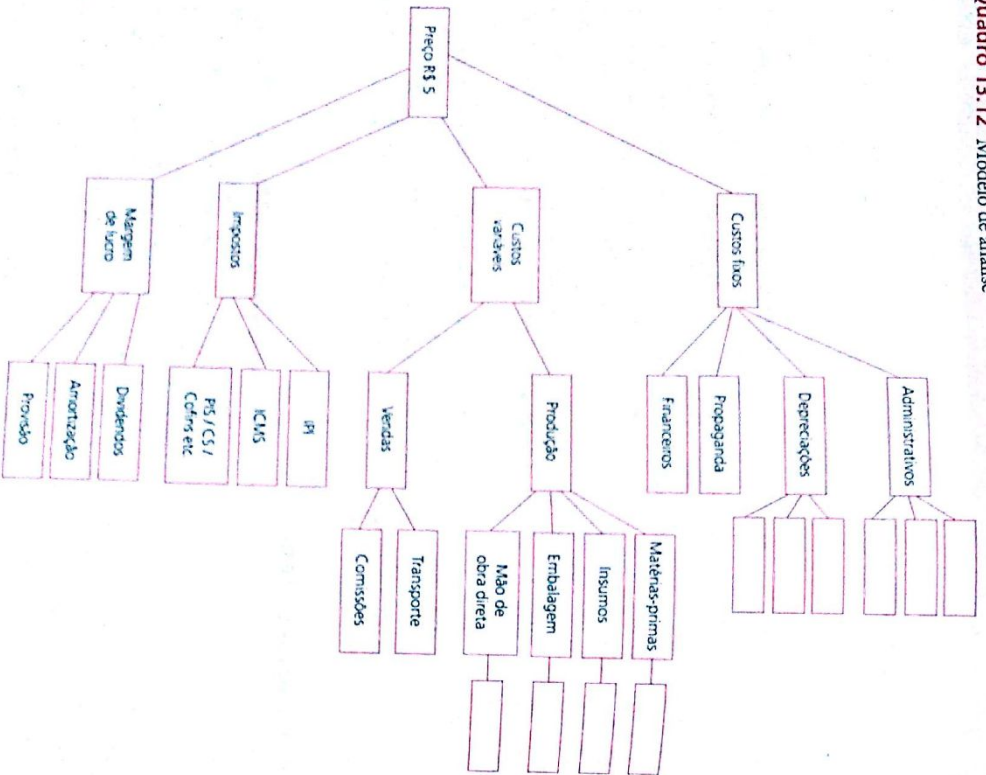 Quadro 13.12 Modelo de análise
Preço R$ 5
Custos fixos
Administrativos
Depreciações
Propaganda
Financeiros
Custos
variáveis
Produção
Matérias-primas
Insumos
Embalagem
Mão de
obra direta
Vendas
Transporte
Comissões
Impostos
IPI
ICMS
PIS / CS /
Cofins etc
Margem
de lucro
Dividendos
Amortização
Provisão